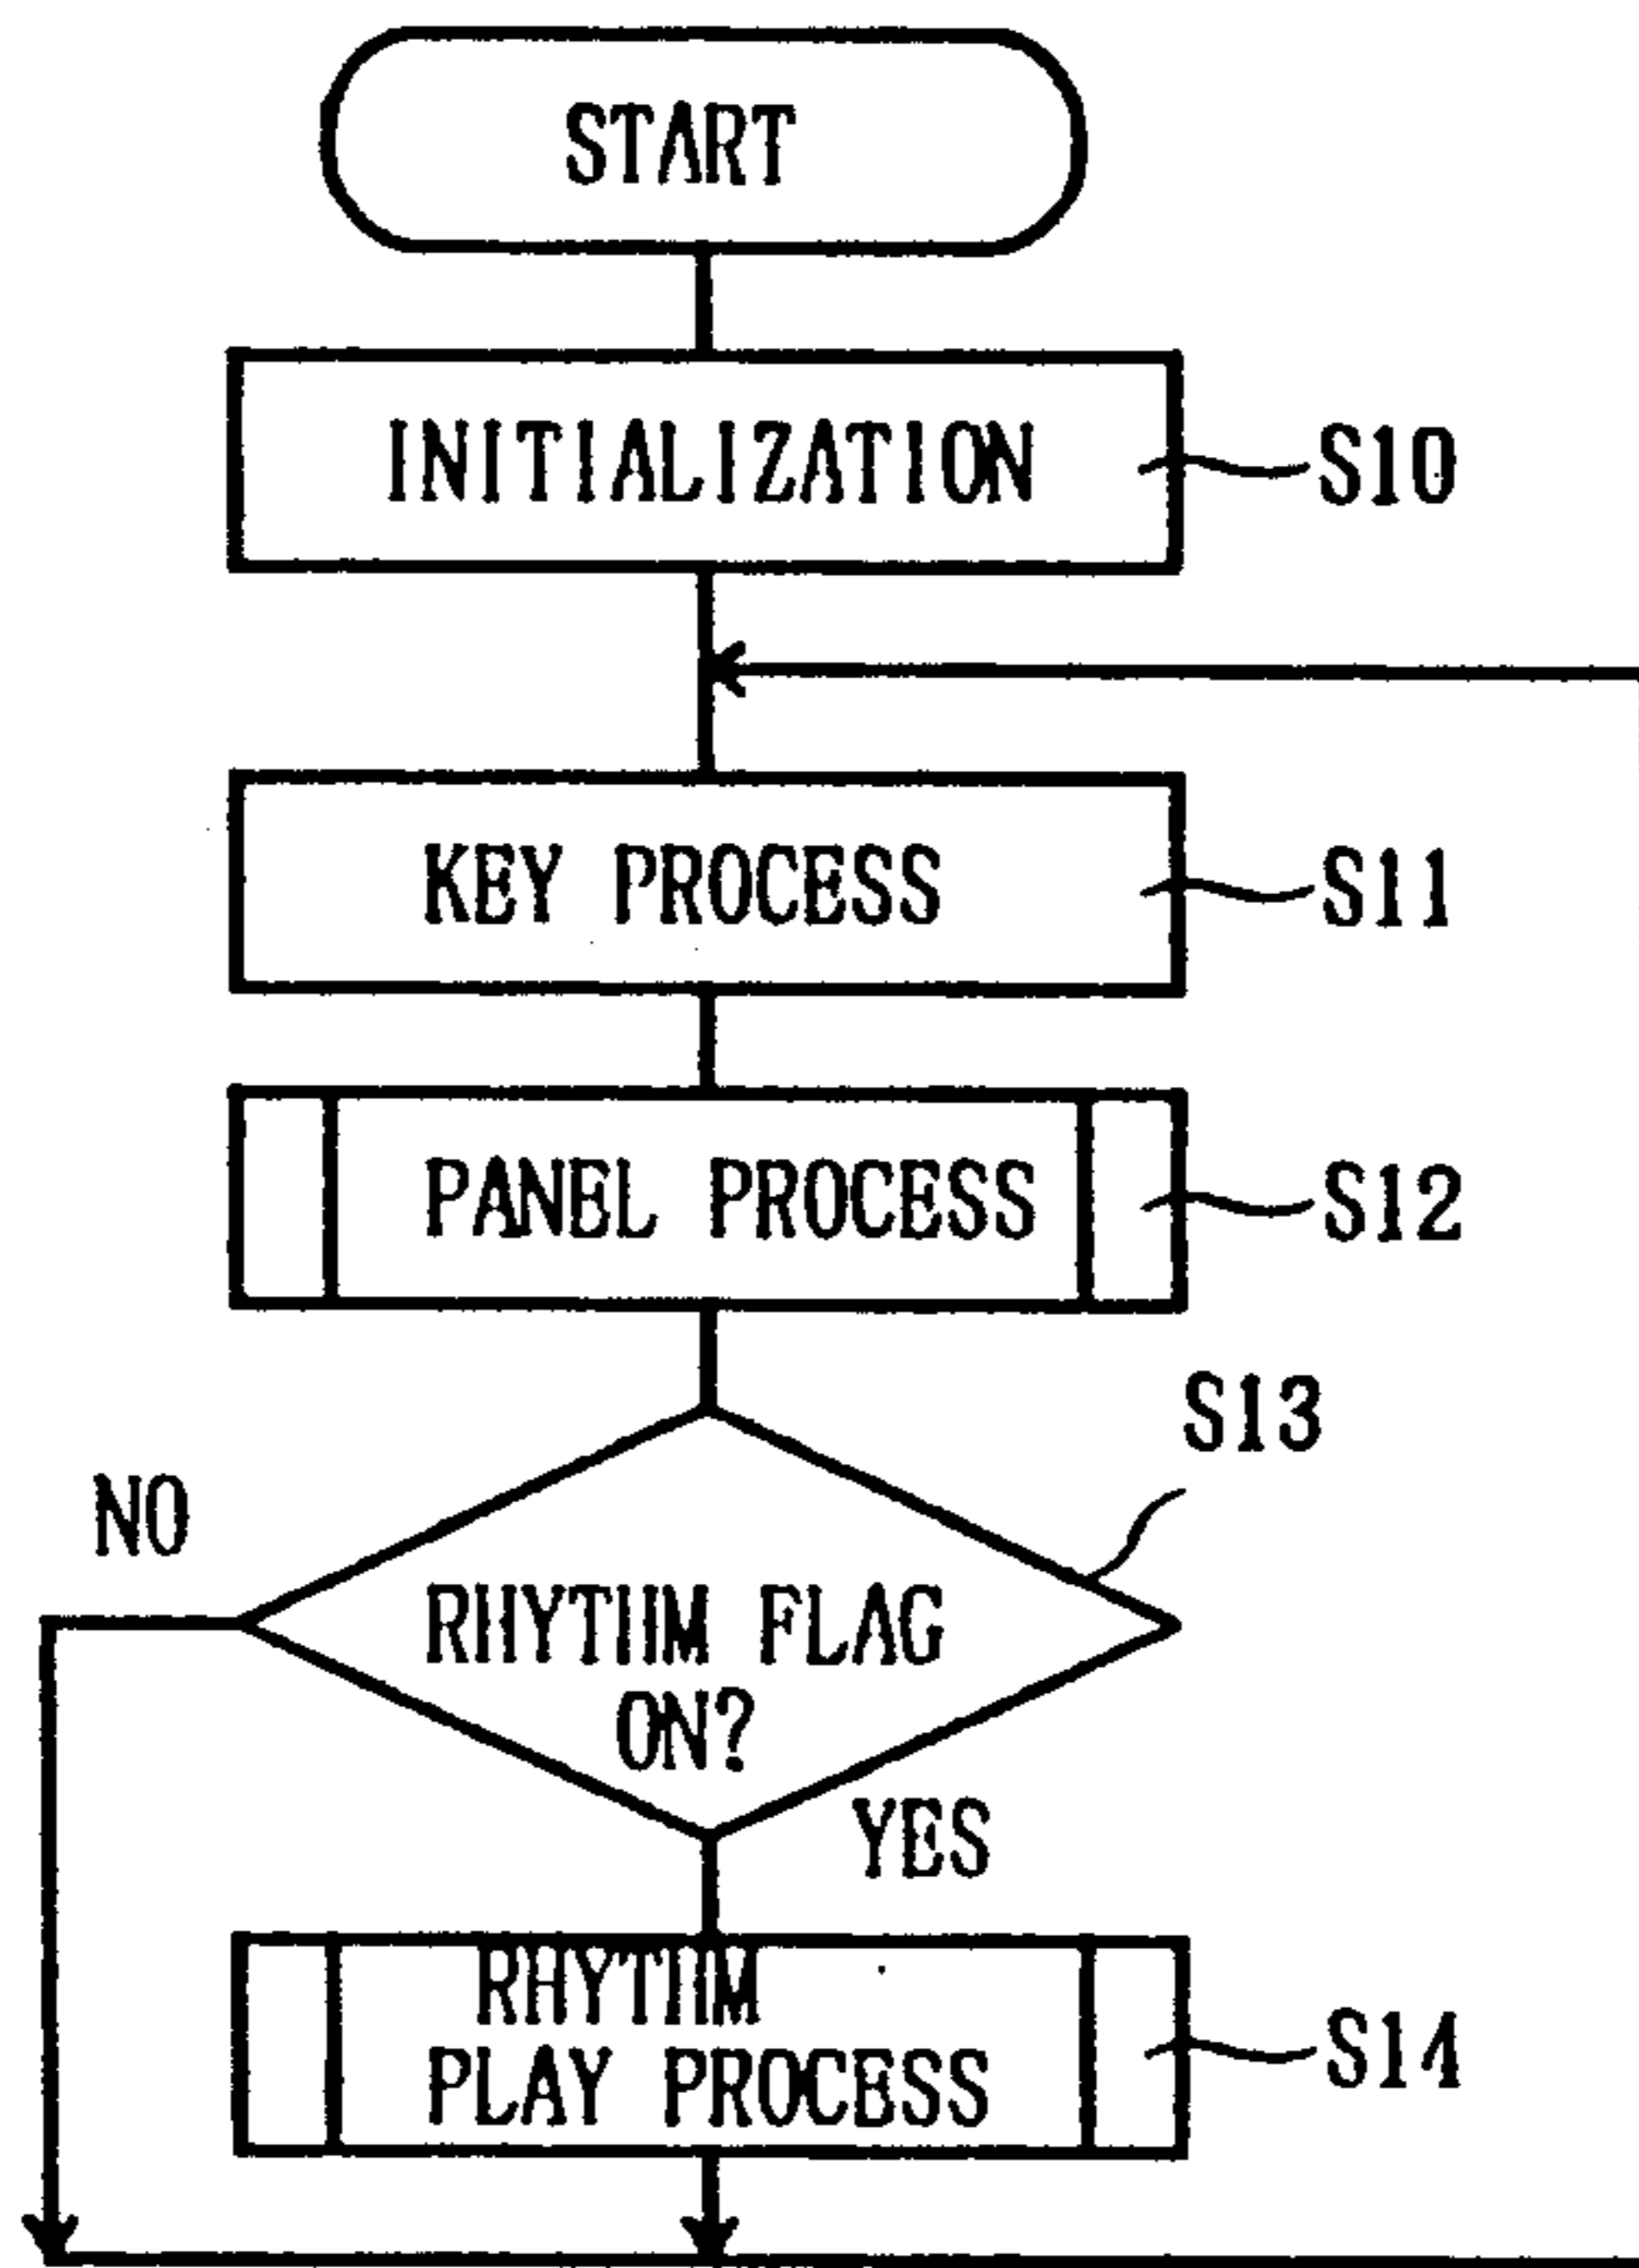 START
INITIALIZATION
S10
KEY PROCESS
S11
PANEL PROCESS
S12
S13
NO
RHYTHM FLAG
ON?
YES
RHYTHM
PLAY PROCESS
S14